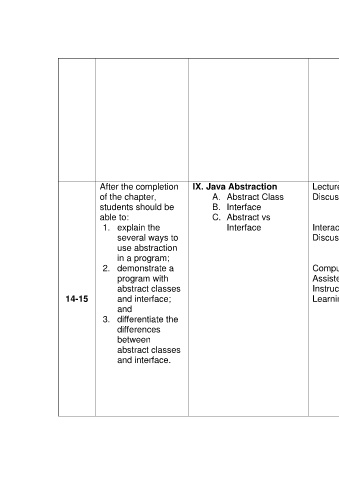 After the completion
of the chapter,
students should be
able to:
1. explain the
several ways to
use abstraction
in a program;
2. demonstrate a
program with
abstract classes
and interface;
and
3. differentiate the
differences
between
abstract classes
and interface.
14-15
IX. Java Abstraction
A. Abstract Class
B. Interface
C. Abstract vs
Interface
Lecture
Discus
Interac
Discus
Compu
Assiste
Instruc
Learnin